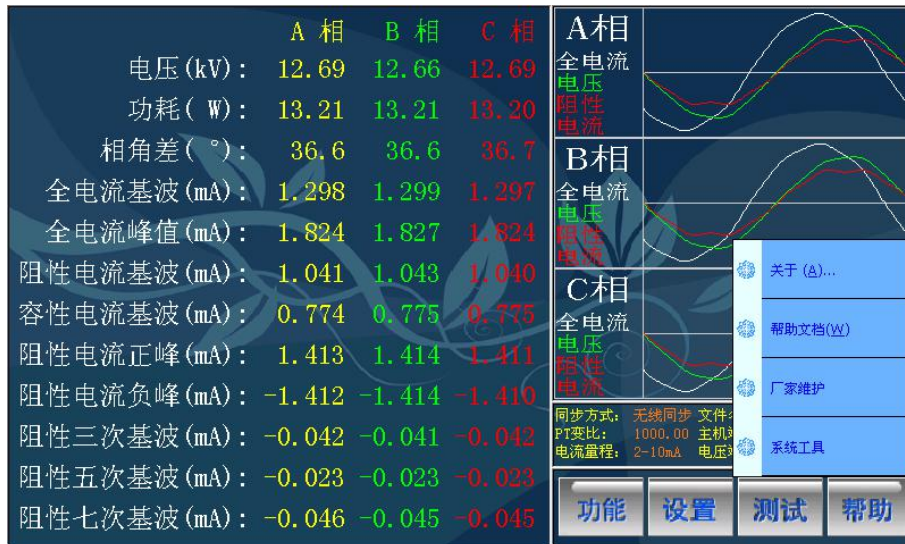 A 相 B 相 C 相
电压(kV): 12.69 12.66 12.69
功耗( W): 13.21 13.21 13.20
相角差( °): 36.6 36.6 36.7
全电流基波(mA): 1.298 1.299 1.297
全电流峰值(mA): 1.824 1.827 1.824
阻性电流基波(mA): 1.041 1.043 1.040
容性电流基波(mA): 0.774 0.775 0.775
阻性电流正峰(mA): 1.413 1.414 1.411
阻性电流负峰(mA): -1.412 -1.414 -1.410
阻性三次基波(mA): -0.042 -0.041 -0.042
阻性五次基波(mA): -0.023 -0.023 -0.023
阻性七次基波(mA): -0.046 -0.045 -0.045
A相
全电流
电压
阻性
电流
B相
全电流
电压
阻性
电流
C相
全电流
电压
阻性
电流
同步方式: 无线同步 文件
PT变比: 1000.00 主机
电流量程: 2-10mA 电压
关于 (A)...
帮助文档(W)
厂家维护
系统工具
功能 设置 测试 帮助